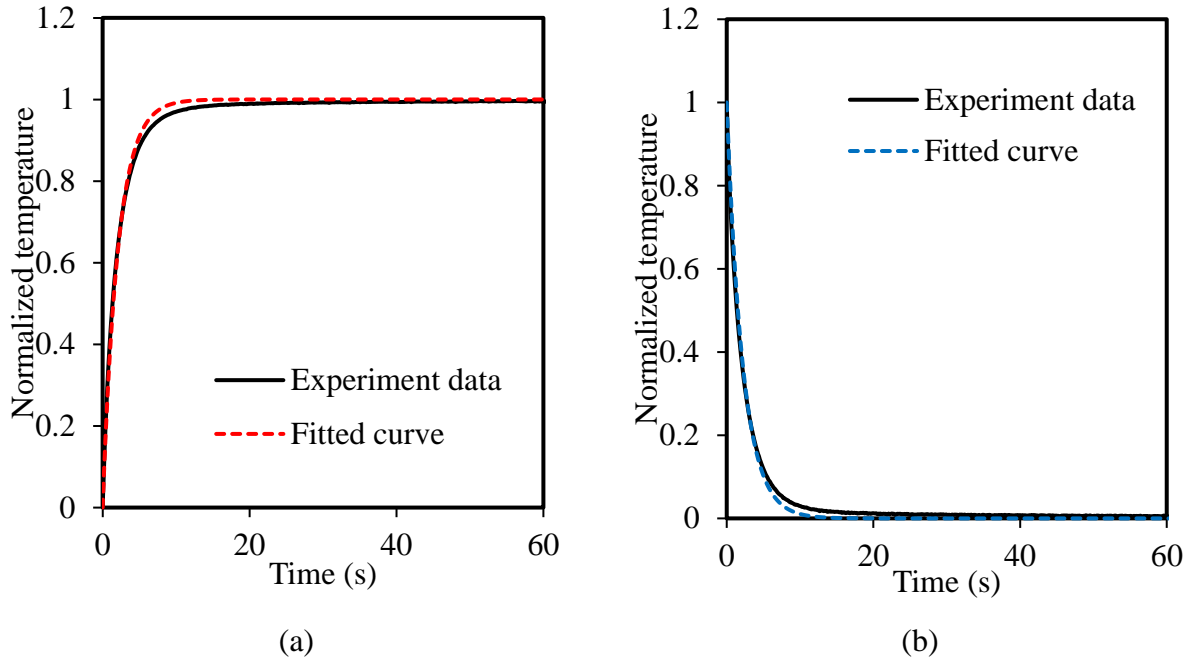 1.2
1
0.8
0.6
0.4
0.2
0
Normalized temperature
Experiment data
Fitted curve
0 20 40 60
Time (s)
(a)
1.2
1
0.8
0.6
0.4
0.2
0
Normalized temperature
Experiment data
Fitted curve
0 20 40 60
Time (s)
(b)